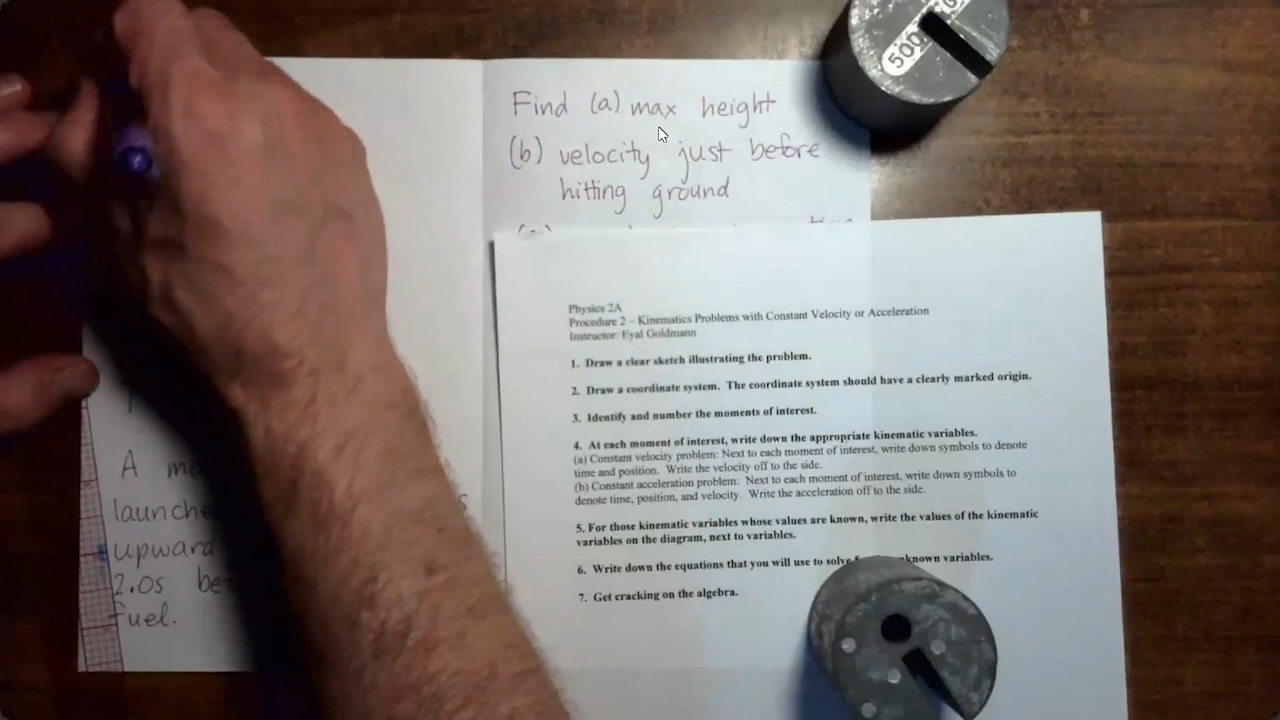 500
Find (a) max height
(b) velocity just before
hitting ground
Physics 2A
Procedure 2 – Kinematics Problems with Constant Velocity or Acceleration
Instructor: Eyal Goldmann
1. Draw a clear sketch illustrating the problem.
2. Draw a coordinate system. The coordinate system should have a clearly marked origin.
3. Identify and number the moments of interest.
4. At each moment of interest, write down the appropriate kinematic variables.
(a) Constant velocity problem: Next to each moment of interest, write down symbols to denote
time and position. Write the velocity off to the side.
(b) Constant acceleration problem: Next to each moment of interest, write down symbols to
denote time, position, and velocity. Write the acceleration off to the side.
5. For those kinematic variables whose values are known, write the values of the kinematic
variables on the diagram, next to variables.
6. Write down the equations that you will use to solve variables.
7. Get cracking on the algebra.
A
upward
2.0s
fuel.